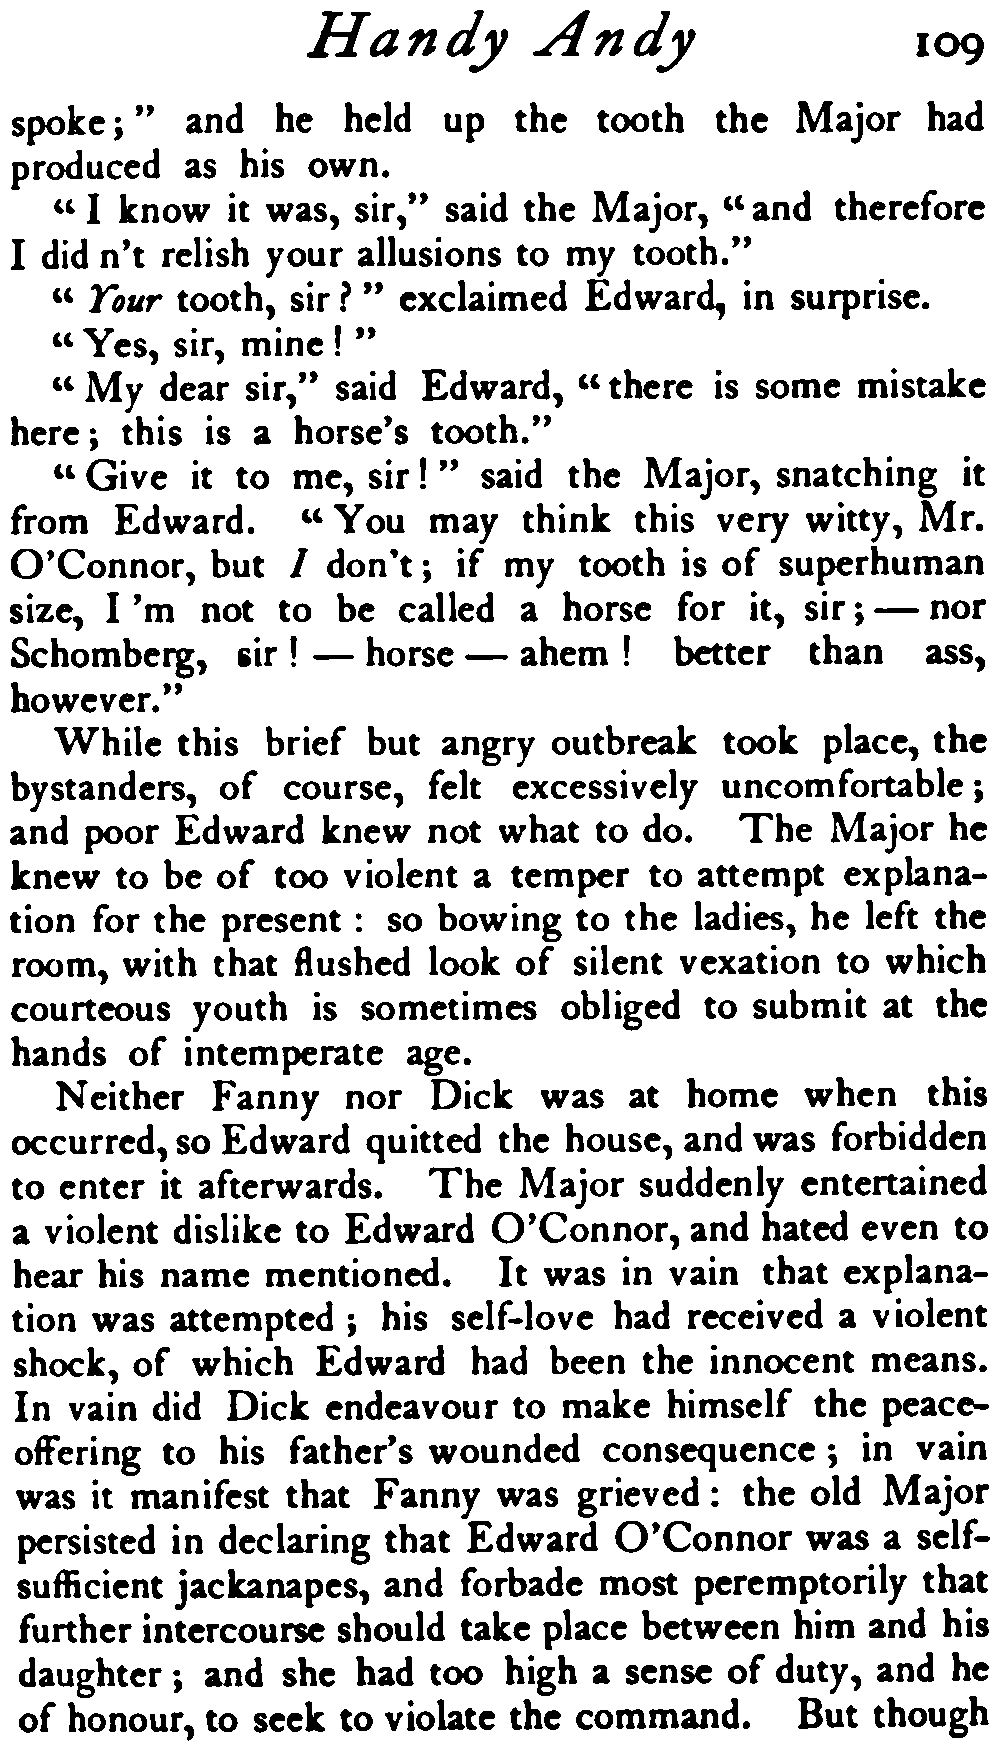 Handy Andy 109
spoke;" and he held up the tooth the Major had
produced as his own.
"I know it was, sir," said the Major, "and therefore
I did n't relish your allusions to my tooth."
"Your tooth, sir?" exclaimed Edward, in surprise.
"Yes, sir, mine!"
"My dear sir," said Edward, "there is some mistake
here; this is a horse's tooth."
"Give it to me, sir!" said the Major, snatching it
from Edward. "You may think this very witty, Mr.
O'Connor, but I don't; if my tooth is of superhuman
size, I 'm not to be called a horse for it, sir; — nor
Schomberg, sir! — horse — ahem! better than ass,
however."
While this brief but angry outbreak took place, the
bystanders, of course, felt excessively uncomfortable;
and poor Edward knew not what to do. The Major he
knew to be of too violent a temper to attempt explana-
tion for the present: so bowing to the ladies, he left the
room, with that flushed look of silent vexation to which
courteous youth is sometimes obliged to submit at the
hands of intemperate age.
Neither Fanny nor Dick was at home when this
occurred, so Edward quitted the house, and was forbidden
to enter it afterwards. The Major suddenly entertained
a violent dislike to Edward O'Connor, and hated even to
hear his name mentioned. It was in vain that explana-
tion was attempted; his self-love had received a violent
shock, of which Edward had been the innocent means.
In vain did Dick endeavour to make himself the peace-
offering to his father's wounded consequence; in vain
was it manifest that Fanny was grieved: the old Major
persisted in declaring that Edward O'Connor was a self-
sufficient jackanapes, and forbade most peremptorily that
further intercourse should take place between him and his
daughter; and she had too high a sense of duty, and he
of honour, to seek to violate the command. But though